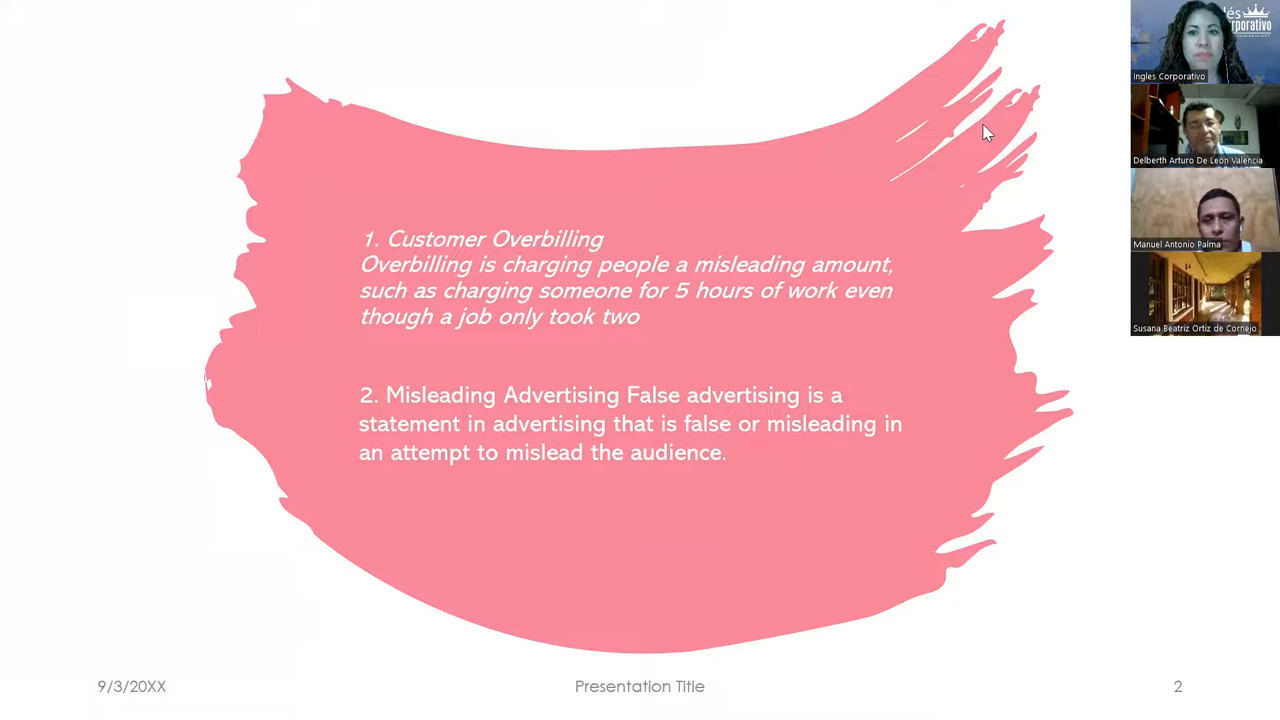 1. Customer Overbilling
Overbilling is charging people a misleading amount,
such as charging someone for 5 hours of work even
though a job only took two
2. Misleading Advertising False advertising is a
statement in advertising that is false or misleading in
an attempt to mislead the audience.
9/3/20XX
Presentation Title
2
Ingles Corporativo
Delberth Arturo De Leon Valencia
Manuel Antonio Palma
Susana Beatriz Ortiz de Cornejo